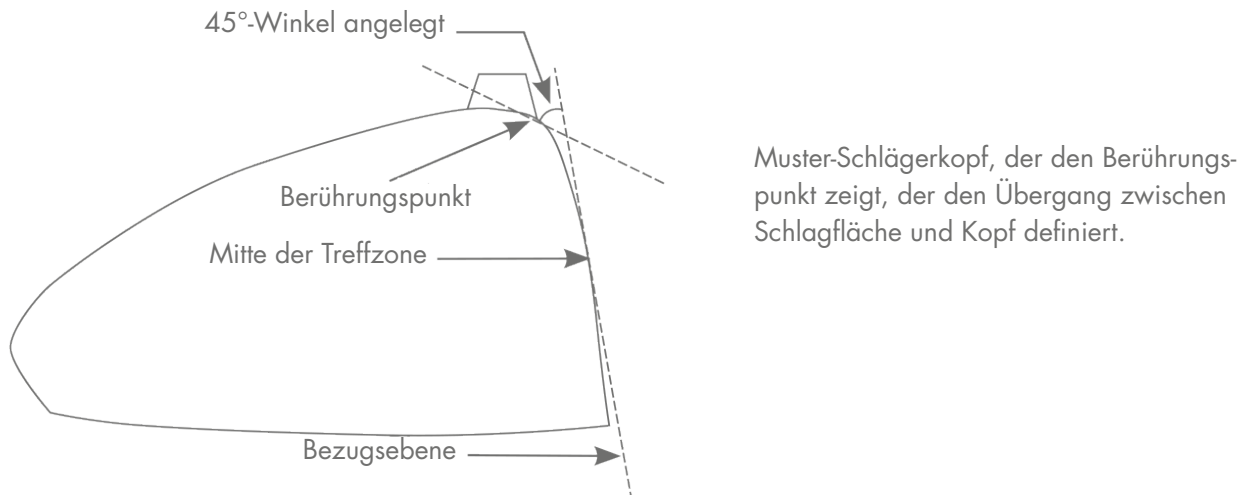 45°-Winkel angelegt
Berührungspunkt
Mitte der Treffzone
Bezugsebene
Muster-Schlägerkopf, der den Berührungs-
punkt zeigt, der den Übergang zwischen
Schlagfläche und Kopf definiert.